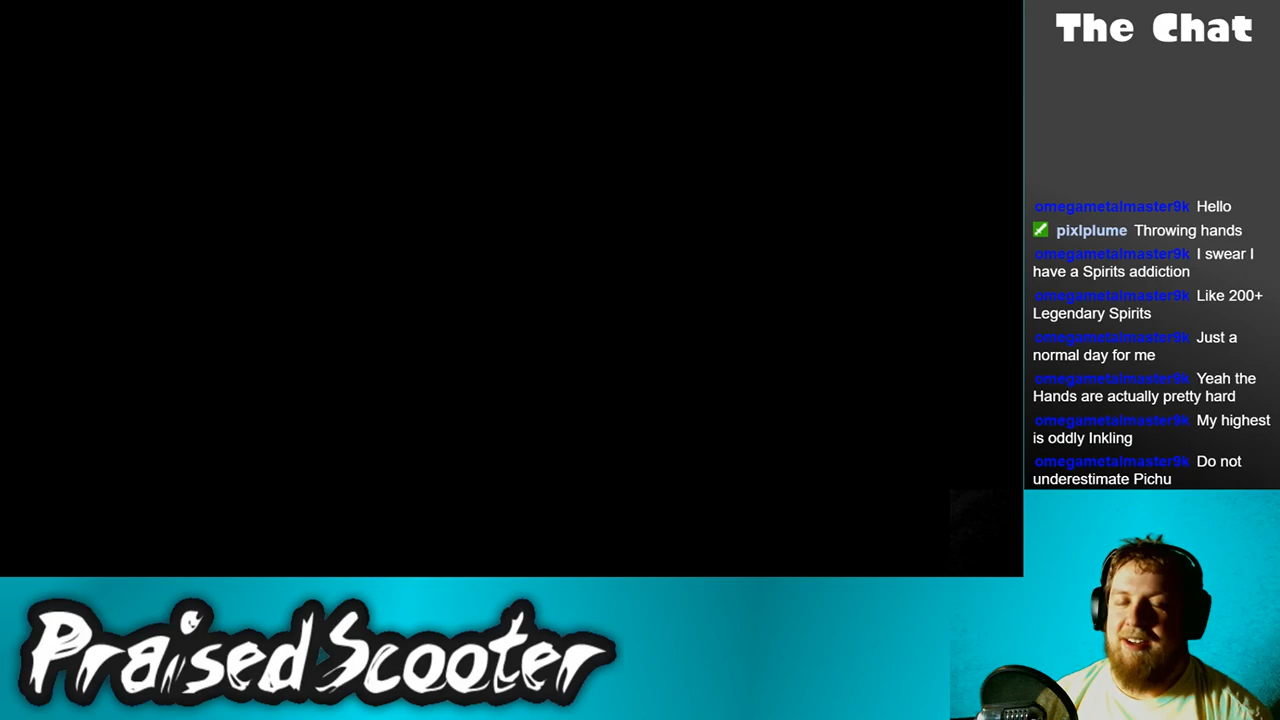 The Chat
omegametalmaster9k Hello
pixlplume Throwing hands
omegametalmaster9k I swear I
have a Spirits addiction
omegametalmaster9k Like 200+
Legendary Spirits
omegametalmaster9k Just a
normal day for me
omegametalmaster9k Yeah the
Hands are actually pretty hard
omegametalmaster9k My highest
is oddly Inkling
omegametalmaster9k Do not
underestimate Pichu
PraisedScooter